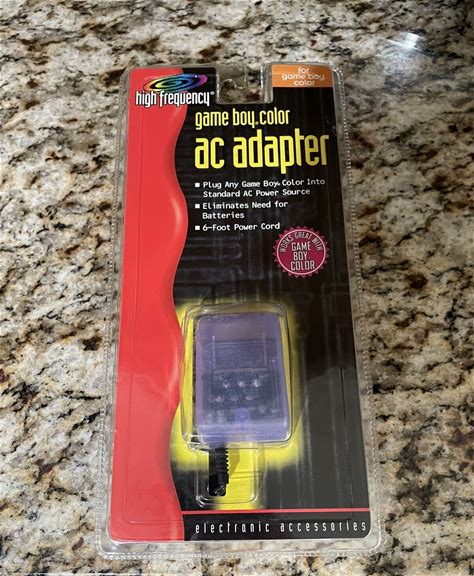 for
game boy®
color
high frequency®
game boy® color
ac adapter
■ Plug Any Game Boy® Color Into
Standard AC Power Source
■ Eliminates Need for
Batteries
■ 6-Foot Power Cord
WORKS GREAT WITH
GAME
BOY
COLOR
electronic accessories